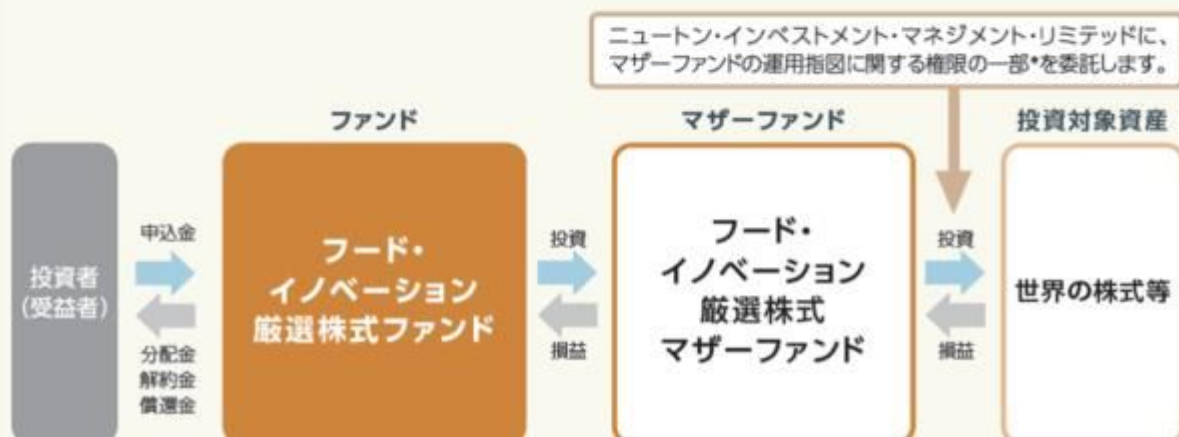 ニュートン・インベストメント・マネジメント・リミテッドに、
マザーファンドの運用指図に関する権限の一部*を委託します。
ファンド
マザーファンド
投資対象資産
投資者
(受益者)
申込金
分配金
解約金
償還金
フード・
イノベーション
厳選株式ファンド
投資
損益
フード・
イノベーション
厳選株式
マザーファンド
投資
損益
世界の株式等